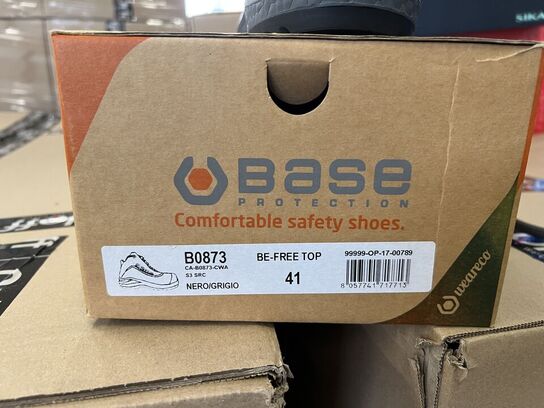 SIKA
BASE
PROTECTION
Comfortable safety shoes.
B0873 BE-FREE TOP 99999-OP-17-00789
CA-B0873-CWA
S3 SRC
NERO/GRIGIO 41 8 057741 717713
weareco